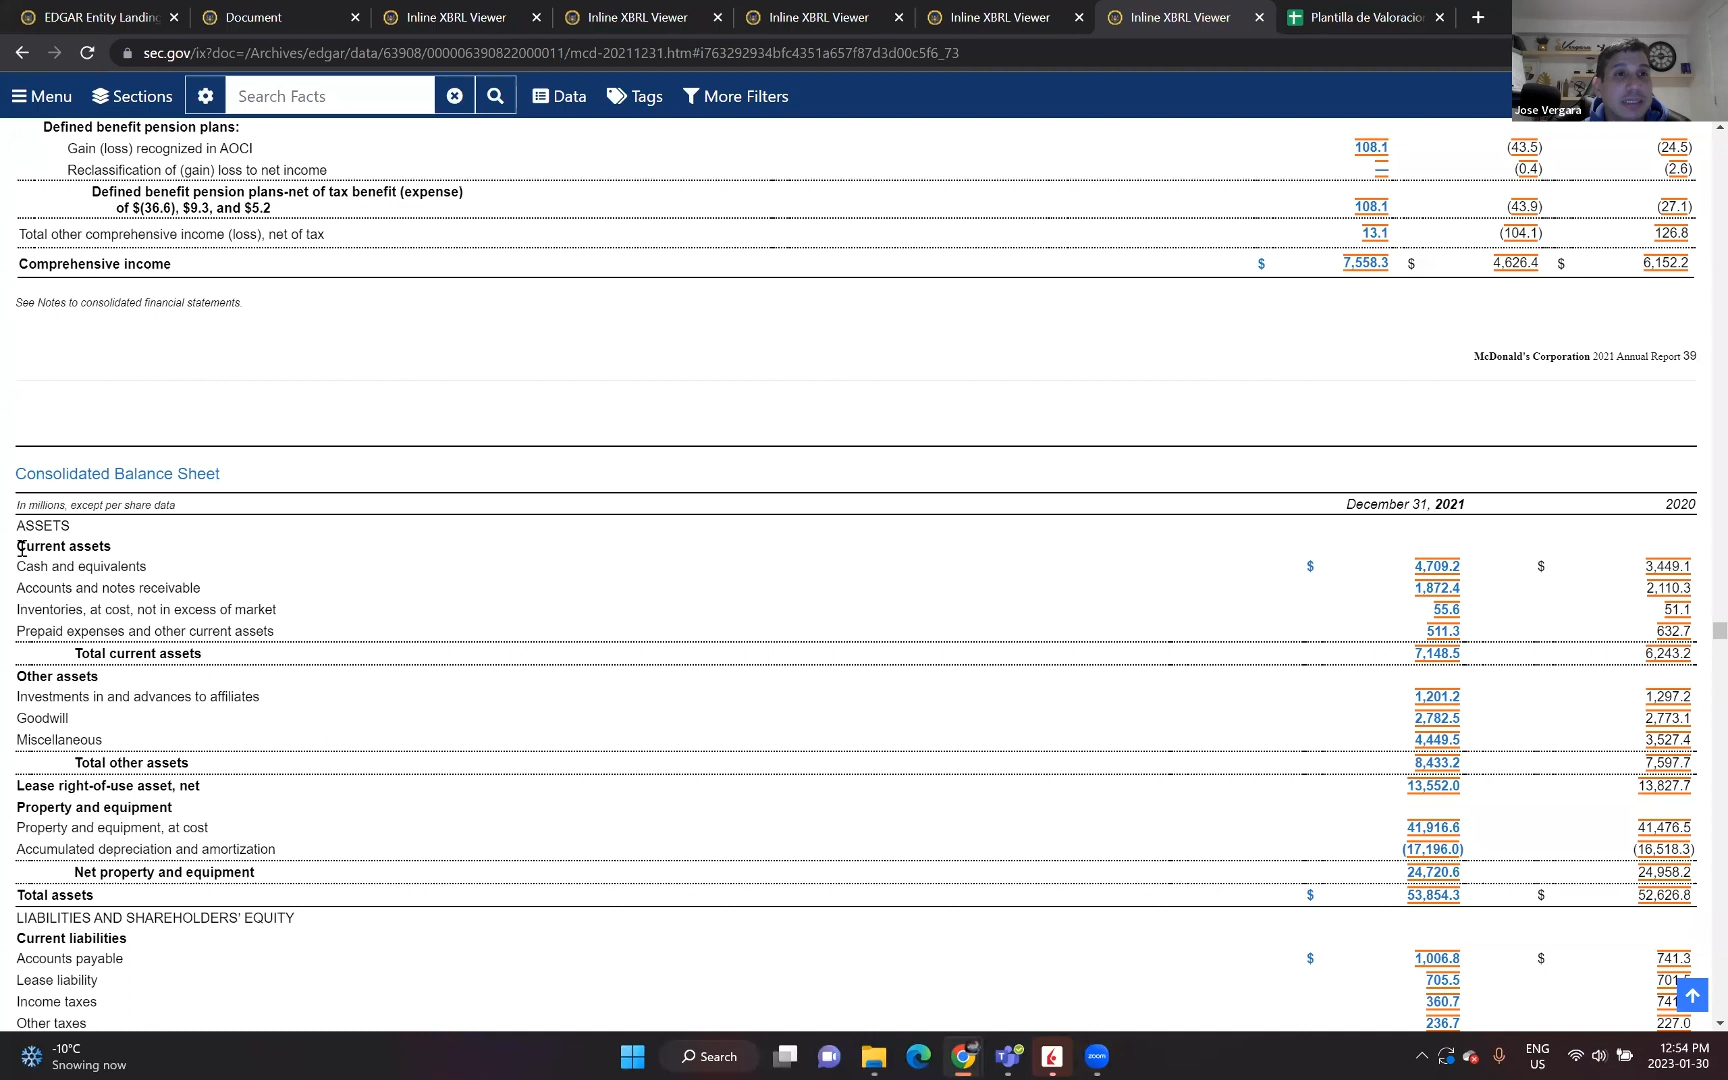 EDGAR Entity Landin
Document
Inline XBRL Viewer
Inline XBRL Viewer
Inline XBRL Viewer
Inline XBRL Viewer
Inline XBRL Viewer
Plantilla de Valoracio
sec.gov/ix?doc=/Archives/edgar/data/63908/000006390822000011/mcd-20211231.htm#i763292934bfc4351a657f87d3d00c5f6_73
Jose Vergara
Menu Sections Search Facts Data Tags More Filters
Defined benefit pension plans:
Gain (loss) recognized in AOCI 108.1 (43.5) (24.5)
Reclassification of (gain) loss to net income — (0.4) (2.6)
Defined benefit pension plans-net of tax benefit (expense)
of $(36.6), $9.3, and $5.2 108.1 (43.9) (27.1)
Total other comprehensive income (loss), net of tax 13.1 (104.1) 126.8
Comprehensive income $ 7,558.3 $ 4,626.4 $ 6,152.2
See Notes to consolidated financial statements.
McDonald's Corporation 2021 Annual Report 39
Consolidated Balance Sheet
In millions, except per share data December 31, 2021 2020
ASSETS
Current assets
Cash and equivalents $ 4,709.2 $ 3,449.1
Accounts and notes receivable 1,872.4 2,110.3
Inventories, at cost, not in excess of market 55.6 51.1
Prepaid expenses and other current assets 511.3 632.7
Total current assets 7,148.5 6,243.2
Other assets
Investments in and advances to affiliates 1,201.2 1,297.2
Goodwill 2,782.5 2,773.1
Miscellaneous 4,449.5 3,527.4
Total other assets 8,433.2 7,597.7
Lease right-of-use asset, net 13,552.0 13,827.7
Property and equipment
Property and equipment, at cost 41,916.6 41,476.5
Accumulated depreciation and amortization (17,196.0) (16,518.3)
Net property and equipment 24,720.6 24,958.2
Total assets $ 53,854.3 $ 52,626.8
LIABILITIES AND SHAREHOLDERS' EQUITY
Current liabilities
Accounts payable $ 1,006.8 $ 741.3
Lease liability 705.5 701.5
Income taxes 360.7 741
Other taxes 236.7 227.0
-10°C
Snowing now
Search
zoom
ENG
US
12:54 PM
2023-01-30